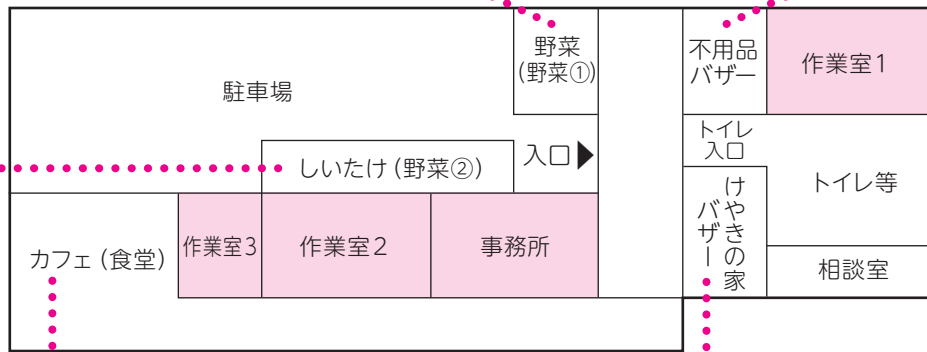 野菜
(野菜①)
不用品
バザー
作業室1
駐車場
トイレ
入口
入口▶
しいたけ(野菜②)
トイレ等
けやきの家
バザー
カフェ(食堂)
作業室3
作業室2
事務所
相談室